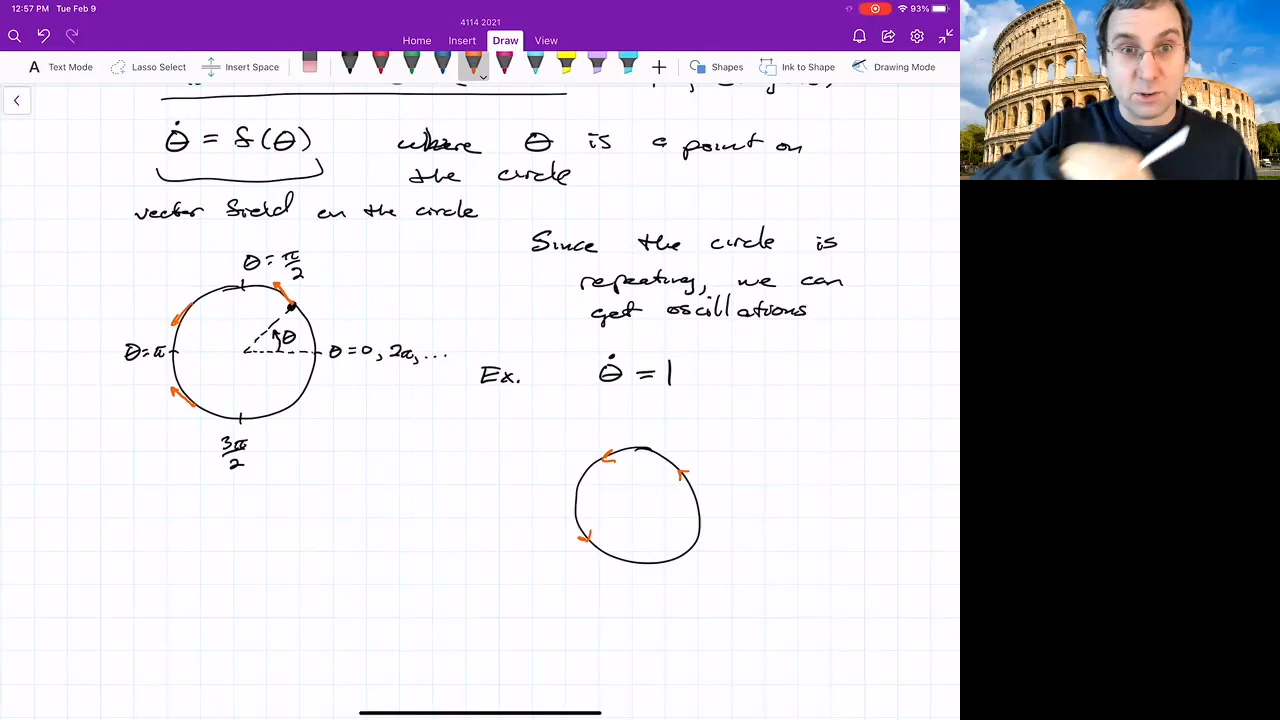 12:57 PM Tue Feb 9
93%
4114 2021
Home Insert Draw View
Text Mode Lasso Select Insert Space Shapes Ink to Shape Drawing Mode
θ̇ = f(θ) where θ is a point on
the circle
vector field on the circle
Since the circle is
repeating, we can
get oscillations
θ = π/2
θ
θ=π
θ=0, 2π, ...
3π/2
Ex. θ̇ = 1